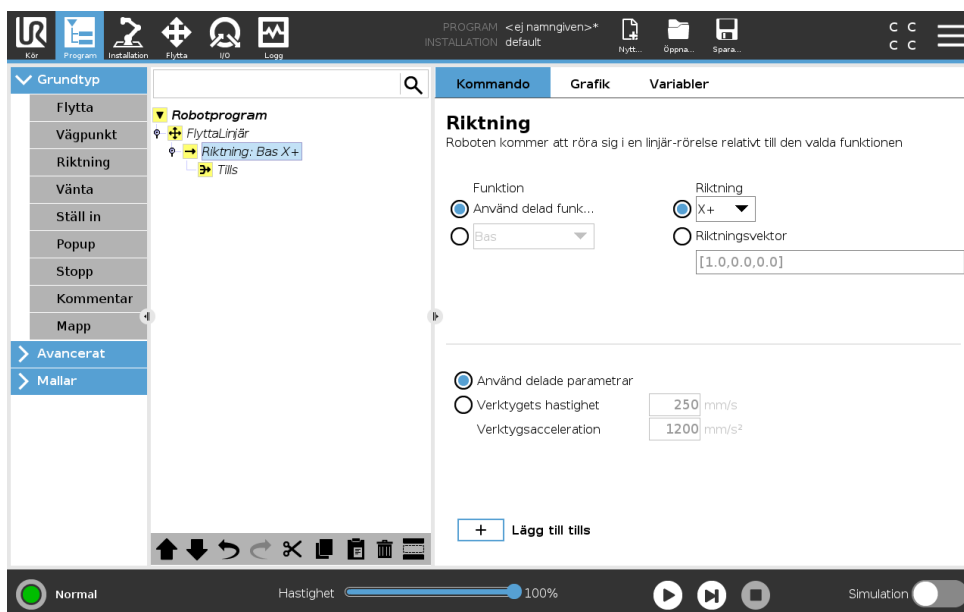 UR
Kör
Program
Installation
Flytta
I/O
Logg
PROGRAM <ej namngiven>*
INSTALLATION default
Nytt...
Öppna...
Spara...
C C
C C
Grundtyp
Flytta
Vägpunkt
Riktning
Vänta
Ställ in
Popup
Stopp
Kommentar
Mapp
Avancerat
Mallar
Robotprogram
FlyttaLinjär
Riktning: Bas X+
Tills
Kommando
Grafik
Variabler
Riktning
Roboten kommer att röra sig i en linjär-rörelse relativt till den valda funktionen
Funktion
Använd delad funk...
Bas
Riktning
X+
Riktningsvektor
[1.0,0.0,0.0]
Använd delade parametrar
Verktygets hastighet 250 mm/s
Verktygsacceleration 1200 mm/s²
+ Lägg till tills
Normal
Hastighet
100%
Simulation